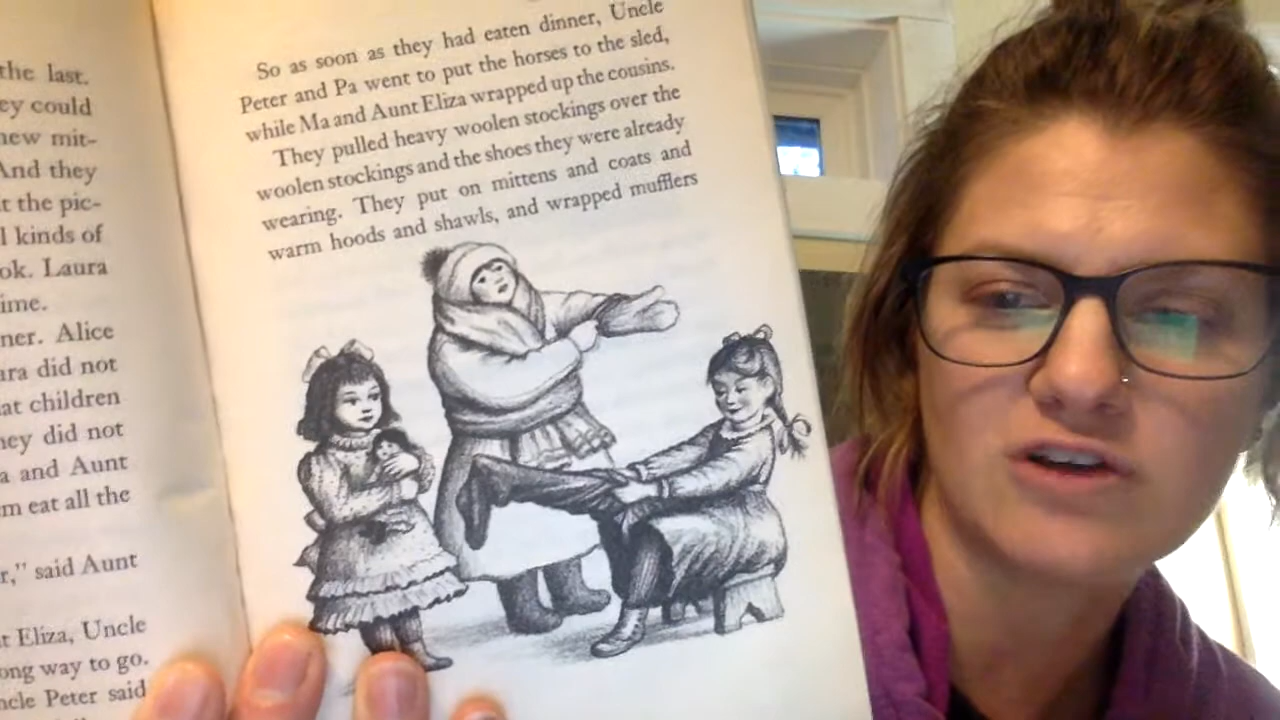 the last.
ey could
new mit-
And they
t the pic-
l kinds of
ok. Laura
ime.
ner. Alice
ura did not
at children
hey did not
a and Aunt
m eat all the
r," said Aunt
t Eliza, Uncle
ong way to go.
ncle Peter said
So as soon as they had eaten dinner, Uncle
Peter and Pa went to put the horses to the sled,
while Ma and Aunt Eliza wrapped up the cousins.
They pulled heavy woolen stockings over the
woolen stockings and the shoes they were already
wearing. They put on mittens and coats and
warm hoods and shawls, and wrapped mufflers